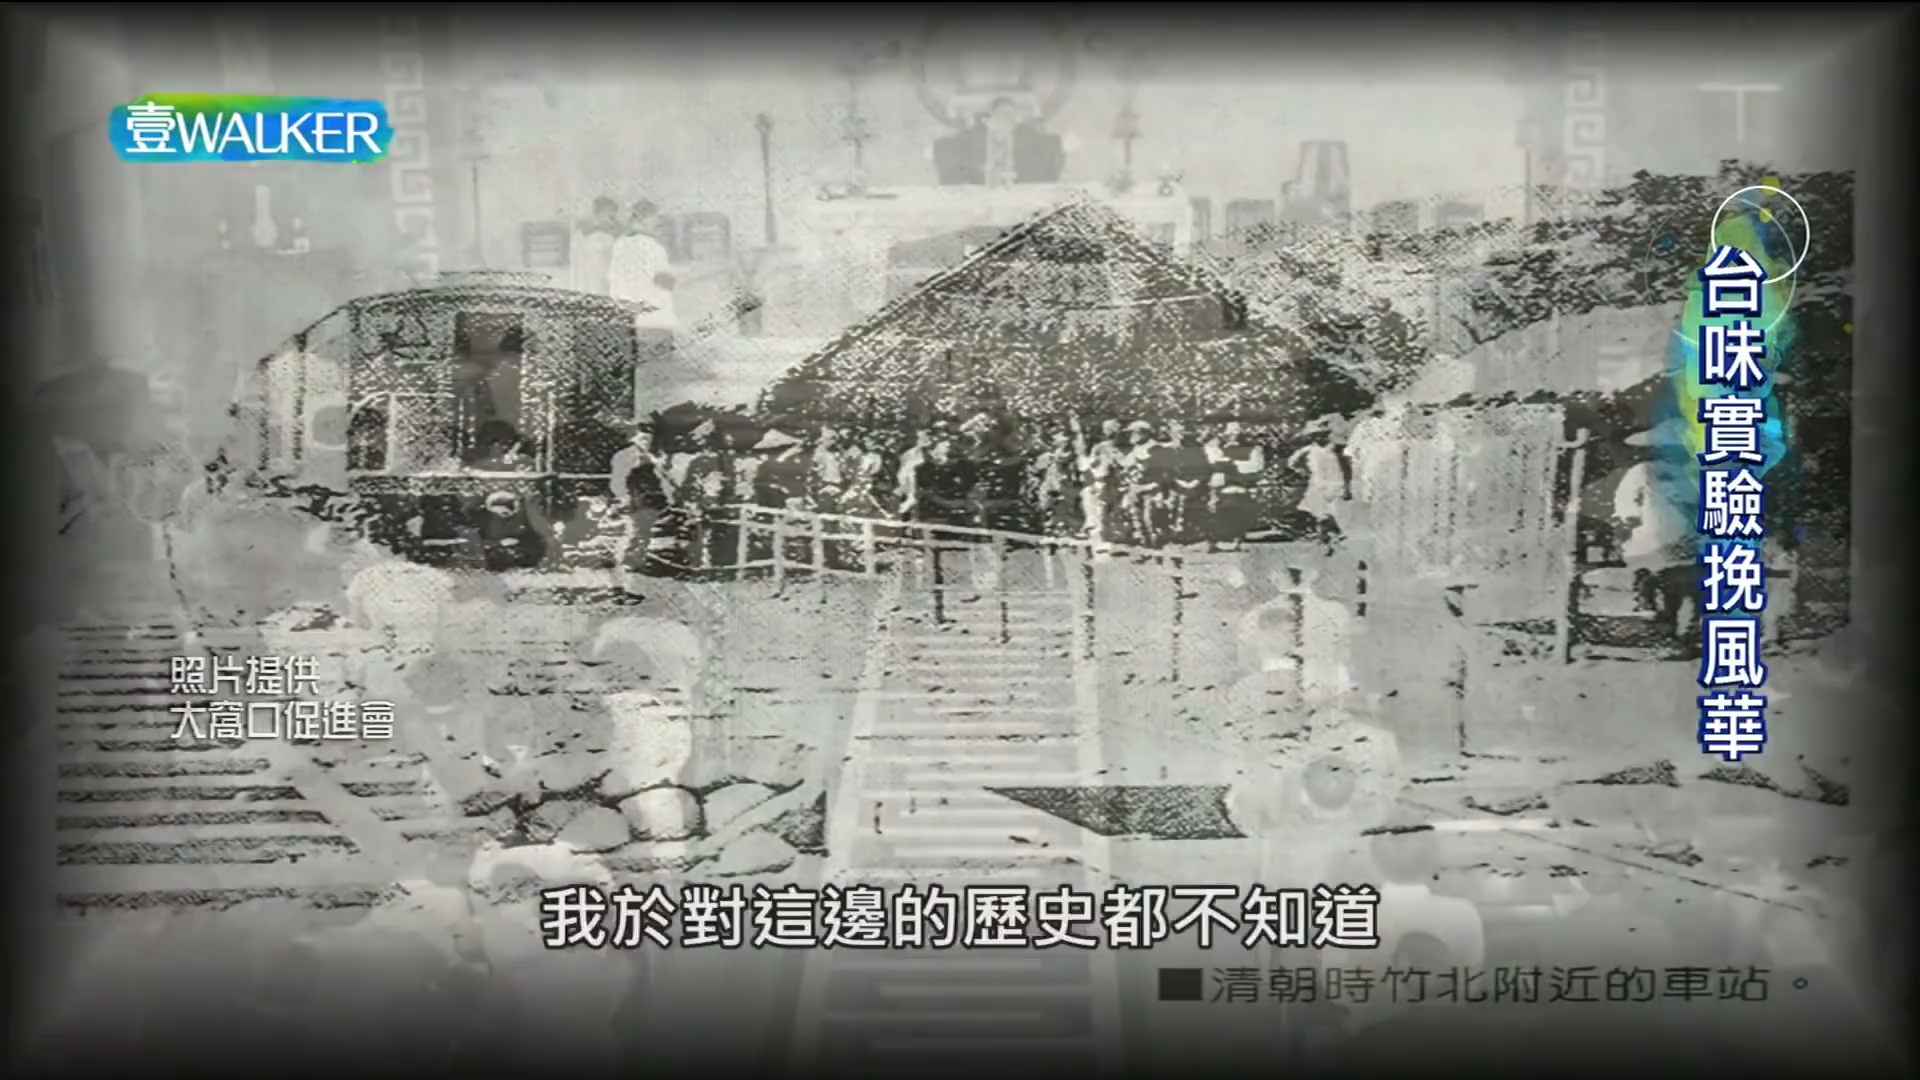 壹WALKER
台味實驗挽風華
照片提供
大窩口促進會
我於對這邊的歷史都不知道
■清朝時竹北附近的車站。